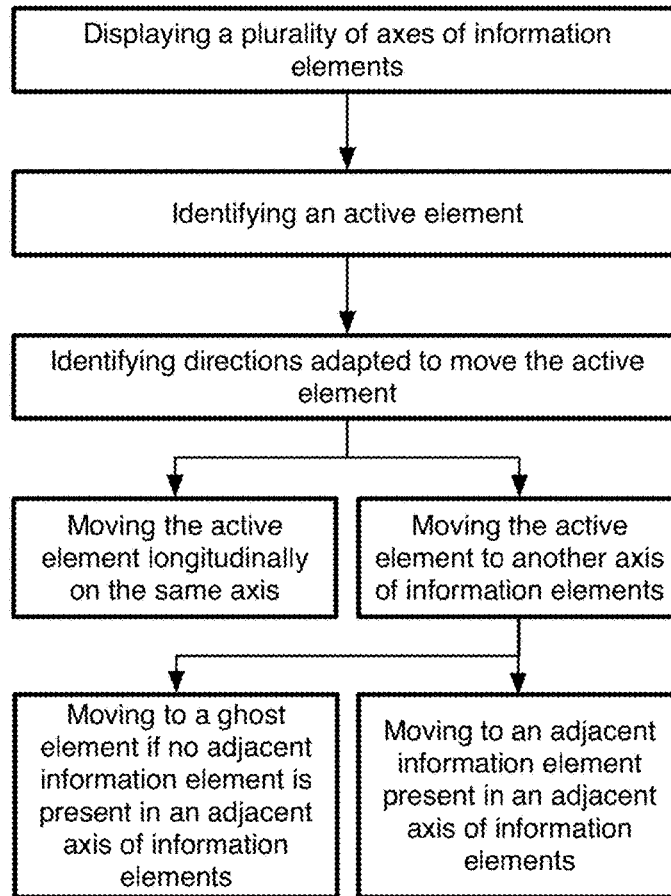 Displaying a plurality of axes of information
elements
Identifying an active element
Identifying directions adapted to move the active
element
Moving the active
element longitudinally
on the same axis
Moving the active
element to another axis
of information elements
Moving to a ghost
element if no adjacent
information element is
present in an adjacent
axis of information
elements
Moving to an adjacent
information element
present in an adjacent
axis of information
elements